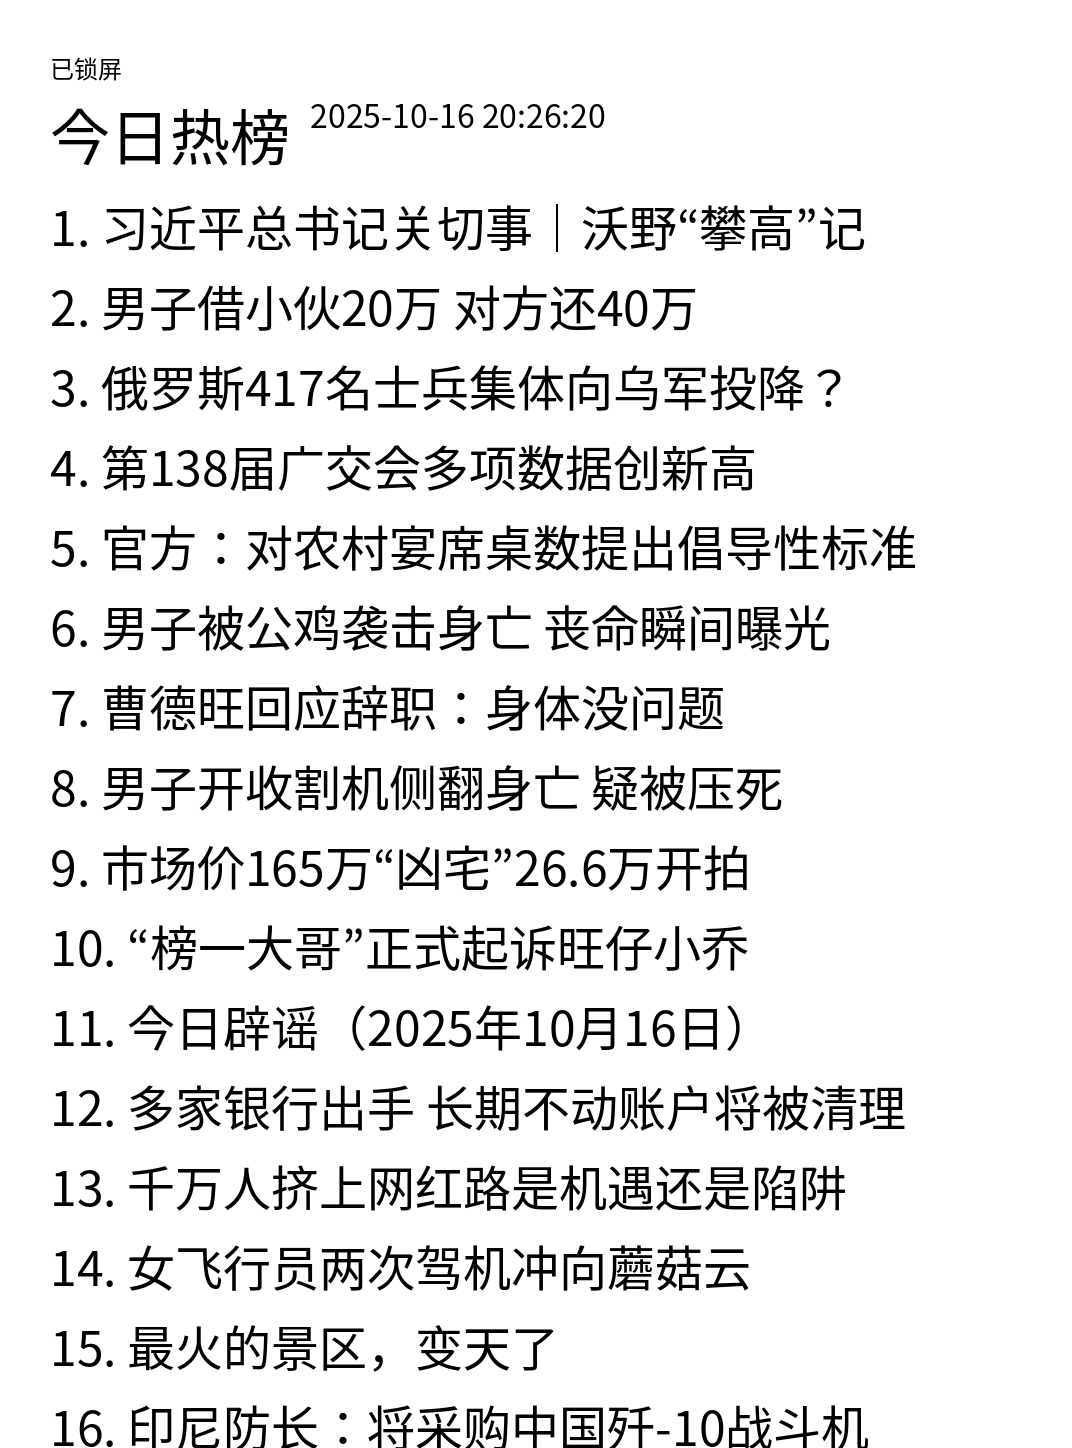 已锁屏
今日热榜 2025-10-16 20:26:20
1. 习近平总书记关切事｜沃野“攀高”记
2. 男子借小伙20万 对方还40万
3. 俄罗斯417名士兵集体向乌军投降？
4. 第138届广交会多项数据创新高
5. 官方：对农村宴席桌数提出倡导性标准
6. 男子被公鸡袭击身亡 丧命瞬间曝光
7. 曹德旺回应辞职：身体没问题
8. 男子开收割机侧翻身亡 疑被压死
9. 市场价165万“凶宅”26.6万开拍
10. “榜一大哥”正式起诉旺仔小乔
11. 今日辟谣（2025年10月16日）
12. 多家银行出手 长期不动账户将被清理
13. 千万人挤上网红路是机遇还是陷阱
14. 女飞行员两次驾机冲向蘑菇云
15. 最火的景区，变天了
16. 印尼防长：将采购中国歼-10战斗机